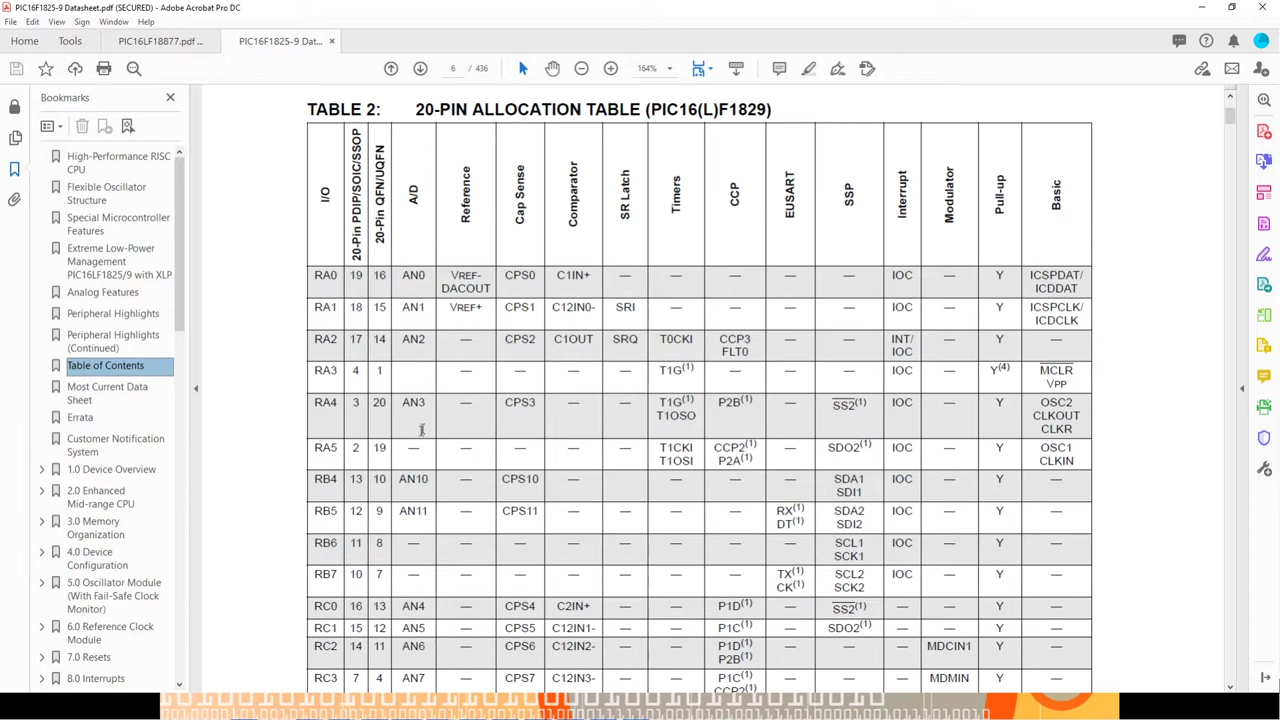 PIC16F1825-9 Datasheet.pdf (SECURED) - Adobe Acrobat Pro DC
File Edit View Sign Window Help
Home Tools PIC16LF18877.pdf ... PIC16F1825-9 Dat... ×
6 / 436 164%
Bookmarks
High-Performance RISC
CPU
Flexible Oscillator
Structure
Special Microcontroller
Features
Extreme Low-Power
Management
PIC16LF1825/9 with XLP
Analog Features
Peripheral Highlights
Peripheral Highlights
(Continued)
Table of Contents
Most Current Data
Sheet
Errata
Customer Notification
System
1.0 Device Overview
2.0 Enhanced
Mid-range CPU
3.0 Memory
Organization
4.0 Device
Configuration
5.0 Oscillator Module
(With Fail-Safe Clock
Monitor)
6.0 Reference Clock
Module
7.0 Resets
8.0 Interrupts
TABLE 2: 20-PIN ALLOCATION TABLE (PIC16(L)F1829)
I/O 20-Pin PDIP/SOIC/SSOP 20-Pin QFN/UQFN A/D Reference Cap Sense Comparator SR Latch Timers CCP EUSART SSP Interrupt Modulator Pull-up Basic
RA0 19 16 AN0 VREF- CPS0 C1IN+ — — — — — IOC — Y ICSPDAT/
DACOUT ICDDAT
RA1 18 15 AN1 VREF+ CPS1 C12IN0- SRI — — — — IOC — Y ICSPCLK/
ICDCLK
RA2 17 14 AN2 — CPS2 C1OUT SRQ T0CKI CCP3 — — INT/ — Y —
FLT0 IOC
RA3 4 1 — — — — T1G(1) — — — IOC — Y(4) MCLR
VPP
RA4 3 20 AN3 — CPS3 — — T1G(1) P2B(1) — SS2(1) IOC — Y OSC2
T1OSO CLKOUT
CLKR
RA5 2 19 — — — — — T1CKI CCP2(1) — SDO2(1) IOC — Y OSC1
T1OSI P2A(1) CLKIN
RB4 13 10 AN10 — CPS10 — — — — — SDA1 IOC — Y —
SDI1
RB5 12 9 AN11 — CPS11 — — — — RX(1) SDA2 IOC — Y —
DT(1) SDI2
RB6 11 8 — — — — — — — — SCL1 IOC — Y —
SCK1
RB7 10 7 — — — — — — — TX(1) SCL2 IOC — Y —
CK(1) SCK2
RC0 16 13 AN4 — CPS4 C2IN+ — — P1D(1) — SS2(1) — — Y —
RC1 15 12 AN5 — CPS5 C12IN1- — — P1C(1) — SDO2(1) — — Y —
RC2 14 11 AN6 — CPS6 C12IN2- — — P1D(1) — — — MDCIN1 Y —
P2B(1)
RC3 7 4 AN7 — CPS7 C12IN3- — — P1C(1) — — — MDMIN Y —
CCP2(1)